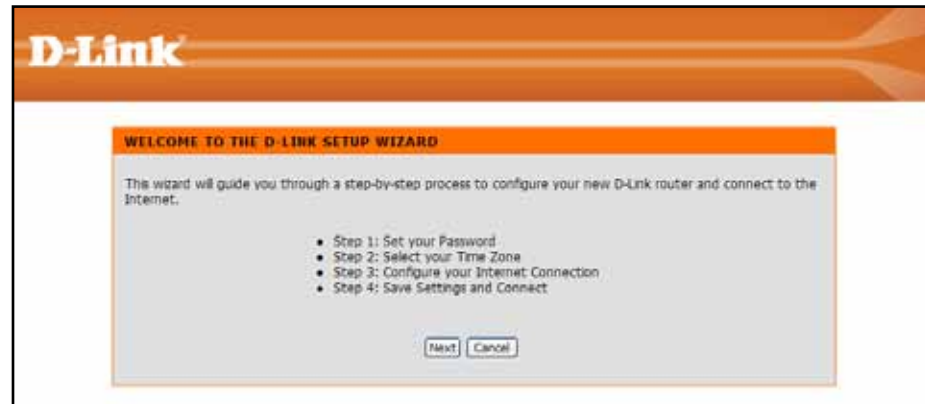 D-Link
WELCOME TO THE D-LINK SETUP WIZARD
This wizard will guide you through a step-by-step process to configure your new D-Link router and connect to the
Internet.
• Step 1: Set your Password
• Step 2: Select your Time Zone
• Step 3: Configure your Internet Connection
• Step 4: Save Settings and Connect
Next Cancel